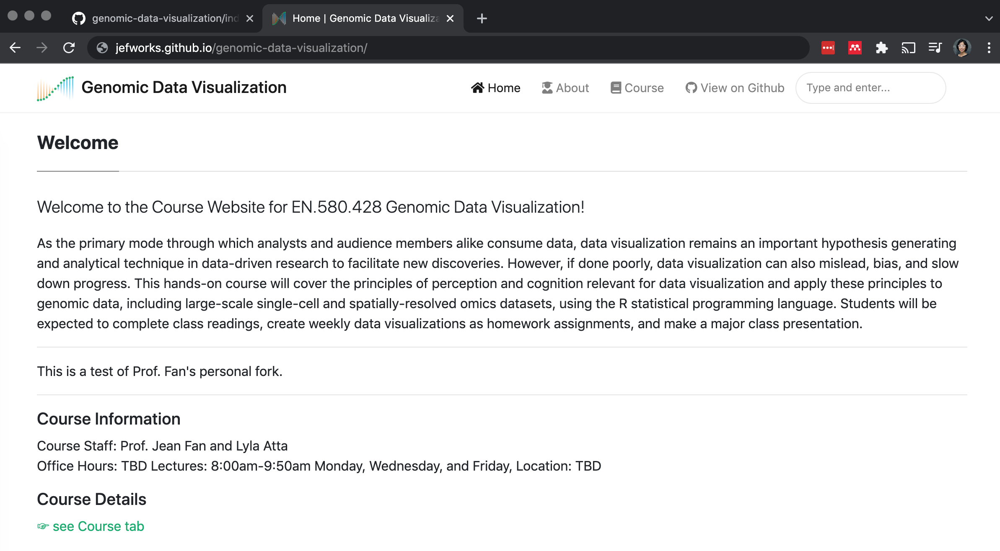 genomic-data-visualization/ind
Home | Genomic Data Visualiza
jefworks.github.io/genomic-data-visualization/
Genomic Data Visualization
Home
About
Course
View on Github
Type and enter...
Welcome
Welcome to the Course Website for EN.580.428 Genomic Data Visualization!
As the primary mode through which analysts and audience members alike consume data, data visualization remains an important hypothesis generating
and analytical technique in data-driven research to facilitate new discoveries. However, if done poorly, data visualization can also mislead, bias, and slow
down progress. This hands-on course will cover the principles of perception and cognition relevant for data visualization and apply these principles to
genomic data, including large-scale single-cell and spatially-resolved omics datasets, using the R statistical programming language. Students will be
expected to complete class readings, create weekly data visualizations as homework assignments, and make a major class presentation.
This is a test of Prof. Fan's personal fork.
Course Information
Course Staff: Prof. Jean Fan and Lyla Atta
Office Hours: TBD Lectures: 8:00am-9:50am Monday, Wednesday, and Friday, Location: TBD
Course Details
☞ see Course tab